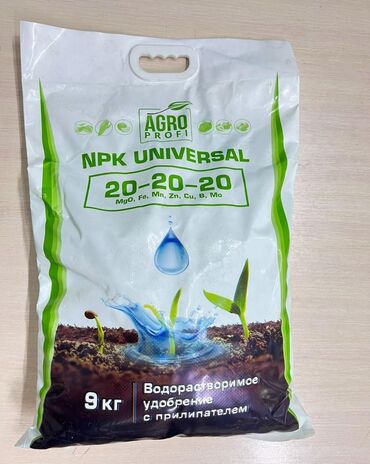 AGRO
PROFI
NPK UNIVERSAL
20-20-20
MgO, Fe, Mn, Zn, Cu, B, Mo
9 кг
Водорастворимое
удобрение
с прилипателем